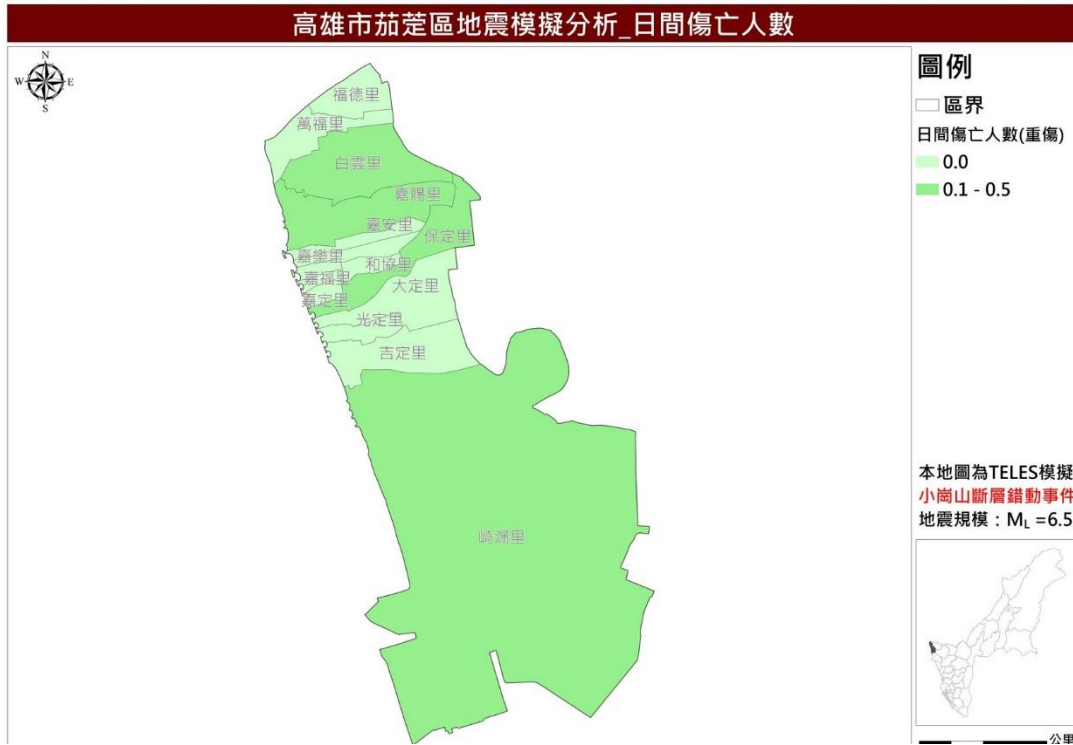 高雄市茄萣區地震模擬分析_日間傷亡人數
N
W
E
S
圖例
區界
日間傷亡人數(重傷)
0.0
0.1 - 0.5
福德里
萬福里
白雲里
嘉賜里
嘉安里
保定里
嘉樂里
和協里
嘉福里
大定里
嘉定里
光定里
吉定里
崎漏里
本地圖為TELES模擬
小崗山斷層錯動事件
地震規模：ML =6.5
公里